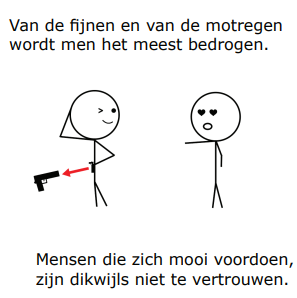 Van de fijnen en van de motregen
wordt men het meest bedrogen.
Mensen die zich mooi voordoen,
zijn dikwijls niet te vertrouwen.